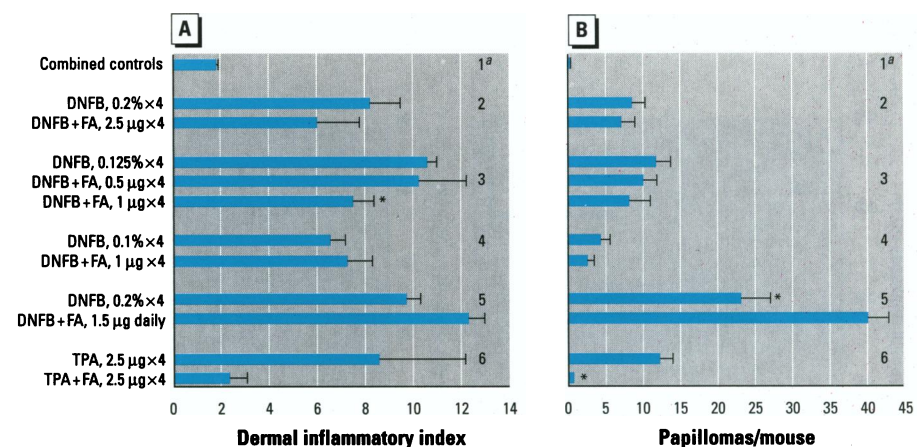 A
B
Combined controls
1a
1a
DNFB, 0.2%×4
DNFB+FA, 2.5 µg×4
2
2
DNFB, 0.125%×4
DNFB+FA, 0.5 µg×4
DNFB+FA, 1 µg×4
*
3
3
DNFB, 0.1%×4
DNFB+FA, 1 µg×4
4
4
DNFB, 0.2%×4
DNFB+FA, 1.5 µg daily
5
*
5
TPA, 2.5 µg×4
TPA+FA, 2.5 µg×4
6
6
*
0 2 4 6 8 10 12 14
0 5 10 15 20 25 30 35 40 45
Dermal inflammatory index
Papillomas/mouse